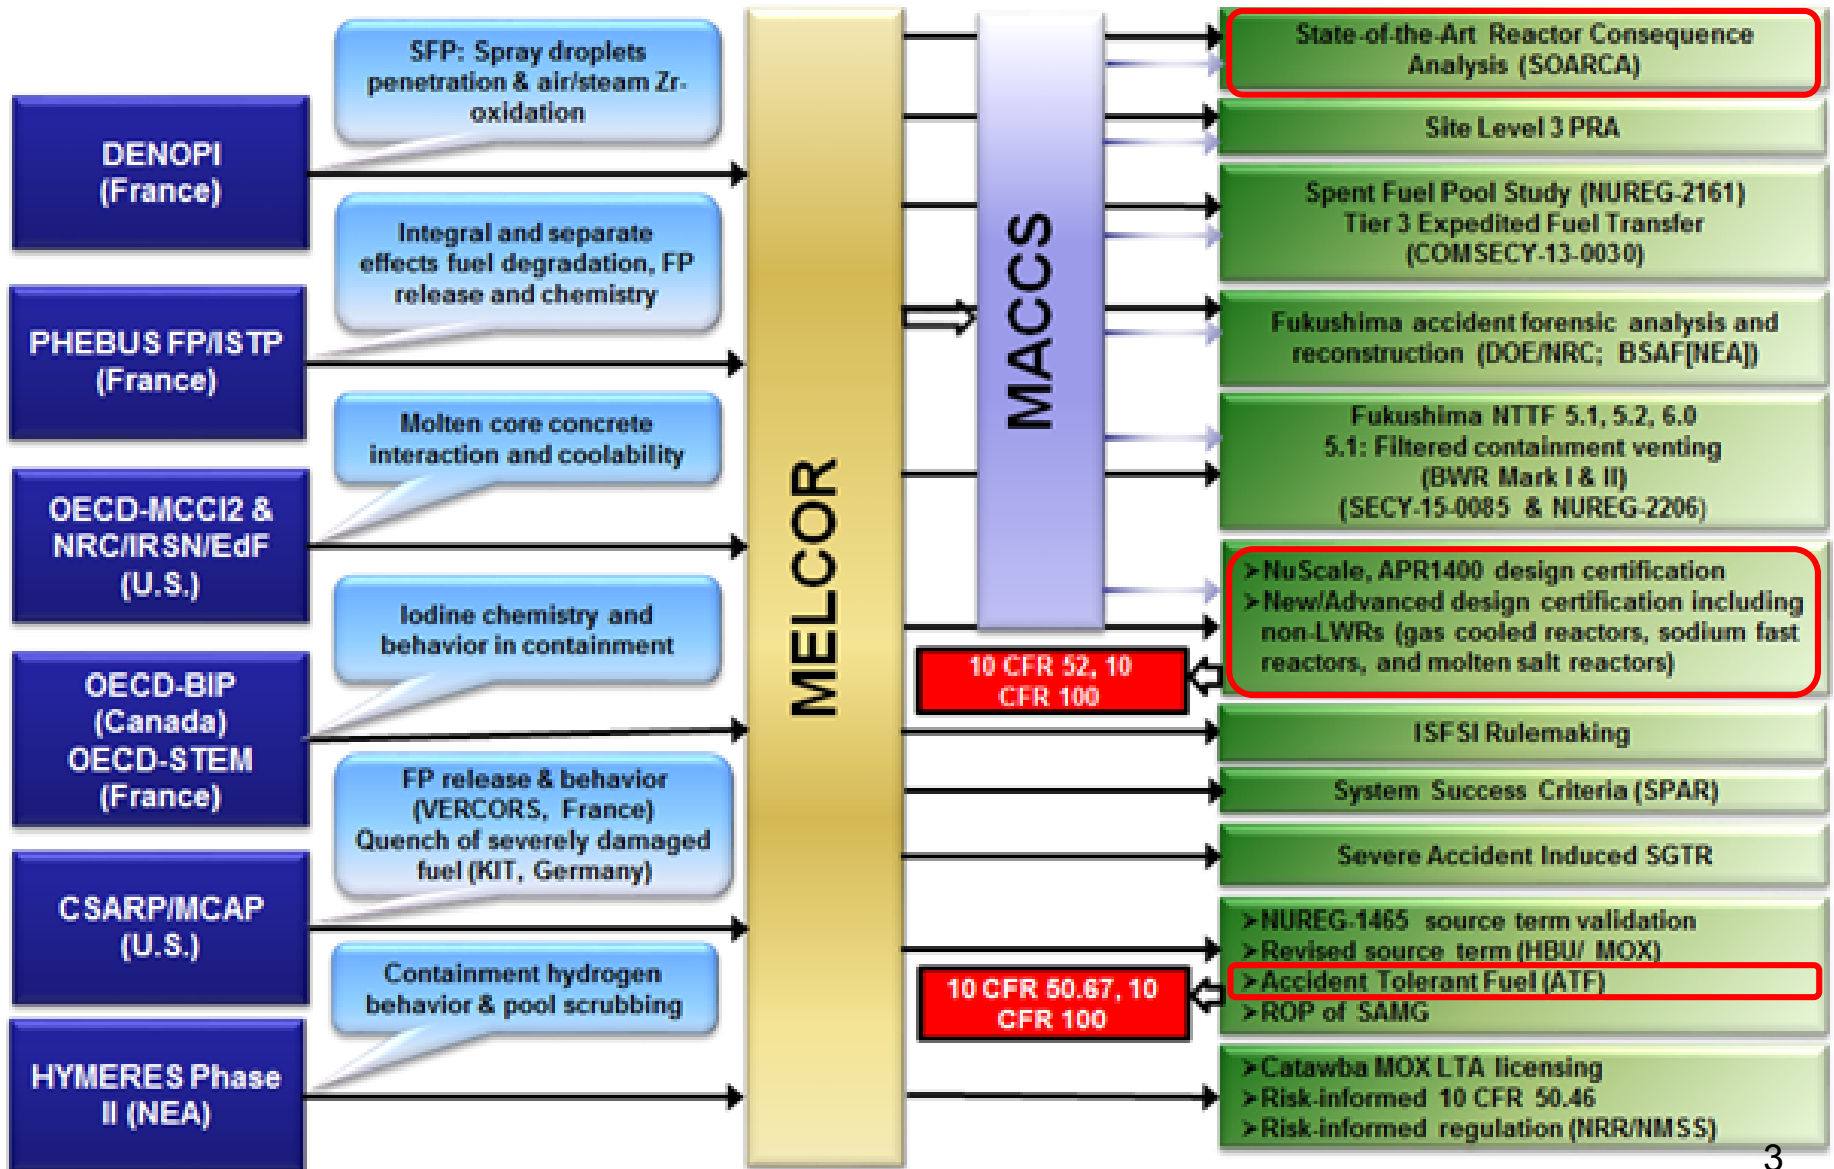 DENOPI
(France)
PHEBUS FP/ISTP
(France)
OECD-MCCI2 &
NRC/IRSN/EdF
(U.S.)
OECD-BIP
(Canada)
OECD-STEM
(France)
CSARP/MCAP
(U.S.)
HYMERES Phase
II (NEA)
SFP: Spray droplets
penetration & air/steam Zr-
oxidation
Integral and separate
effects fuel degradation, FP
release and chemistry
Molten core concrete
interaction and coolability
Iodine chemistry and
behavior in containment
FP release & behavior
(VERCORS, France)
Quench of severely damaged
fuel (KIT, Germany)
Containment hydrogen
behavior & pool scrubbing
MELCOR
MACCS
10 CFR 52, 10
CFR 100
10 CFR 50.67, 10
CFR 100
State-of-the-Art Reactor Consequence
Analysis (SOARCA)
Site Level 3 PRA
Spent Fuel Pool Study (NUREG-2161)
Tier 3 Expedited Fuel Transfer
(COMSECY-13-0030)
Fukushima accident forensic analysis and
reconstruction (DOE/NRC; BSAF[NEA])
Fukushima NTTF 5.1, 5.2, 6.0
5.1: Filtered containment venting
(BWR Mark I & II)
(SECY-15-0085 & NUREG-2206)
➢NuScale, APR1400 design certification
➢New/Advanced design certification including
non-LWRs (gas cooled reactors, sodium fast
reactors, and molten salt reactors)
ISFSI Rulemaking
System Success Criteria (SPAR)
Severe Accident Induced SGTR
➢NUREG-1465 source term validation
➢Revised source term (HBU/ MOX)
➢Accident Tolerant Fuel (ATF)
➢ROP of SAMG
➢Catawba MOX LTA licensing
➢Risk-informed 10 CFR 50.46
➢Risk-informed regulation (NRR/NMSS)
3